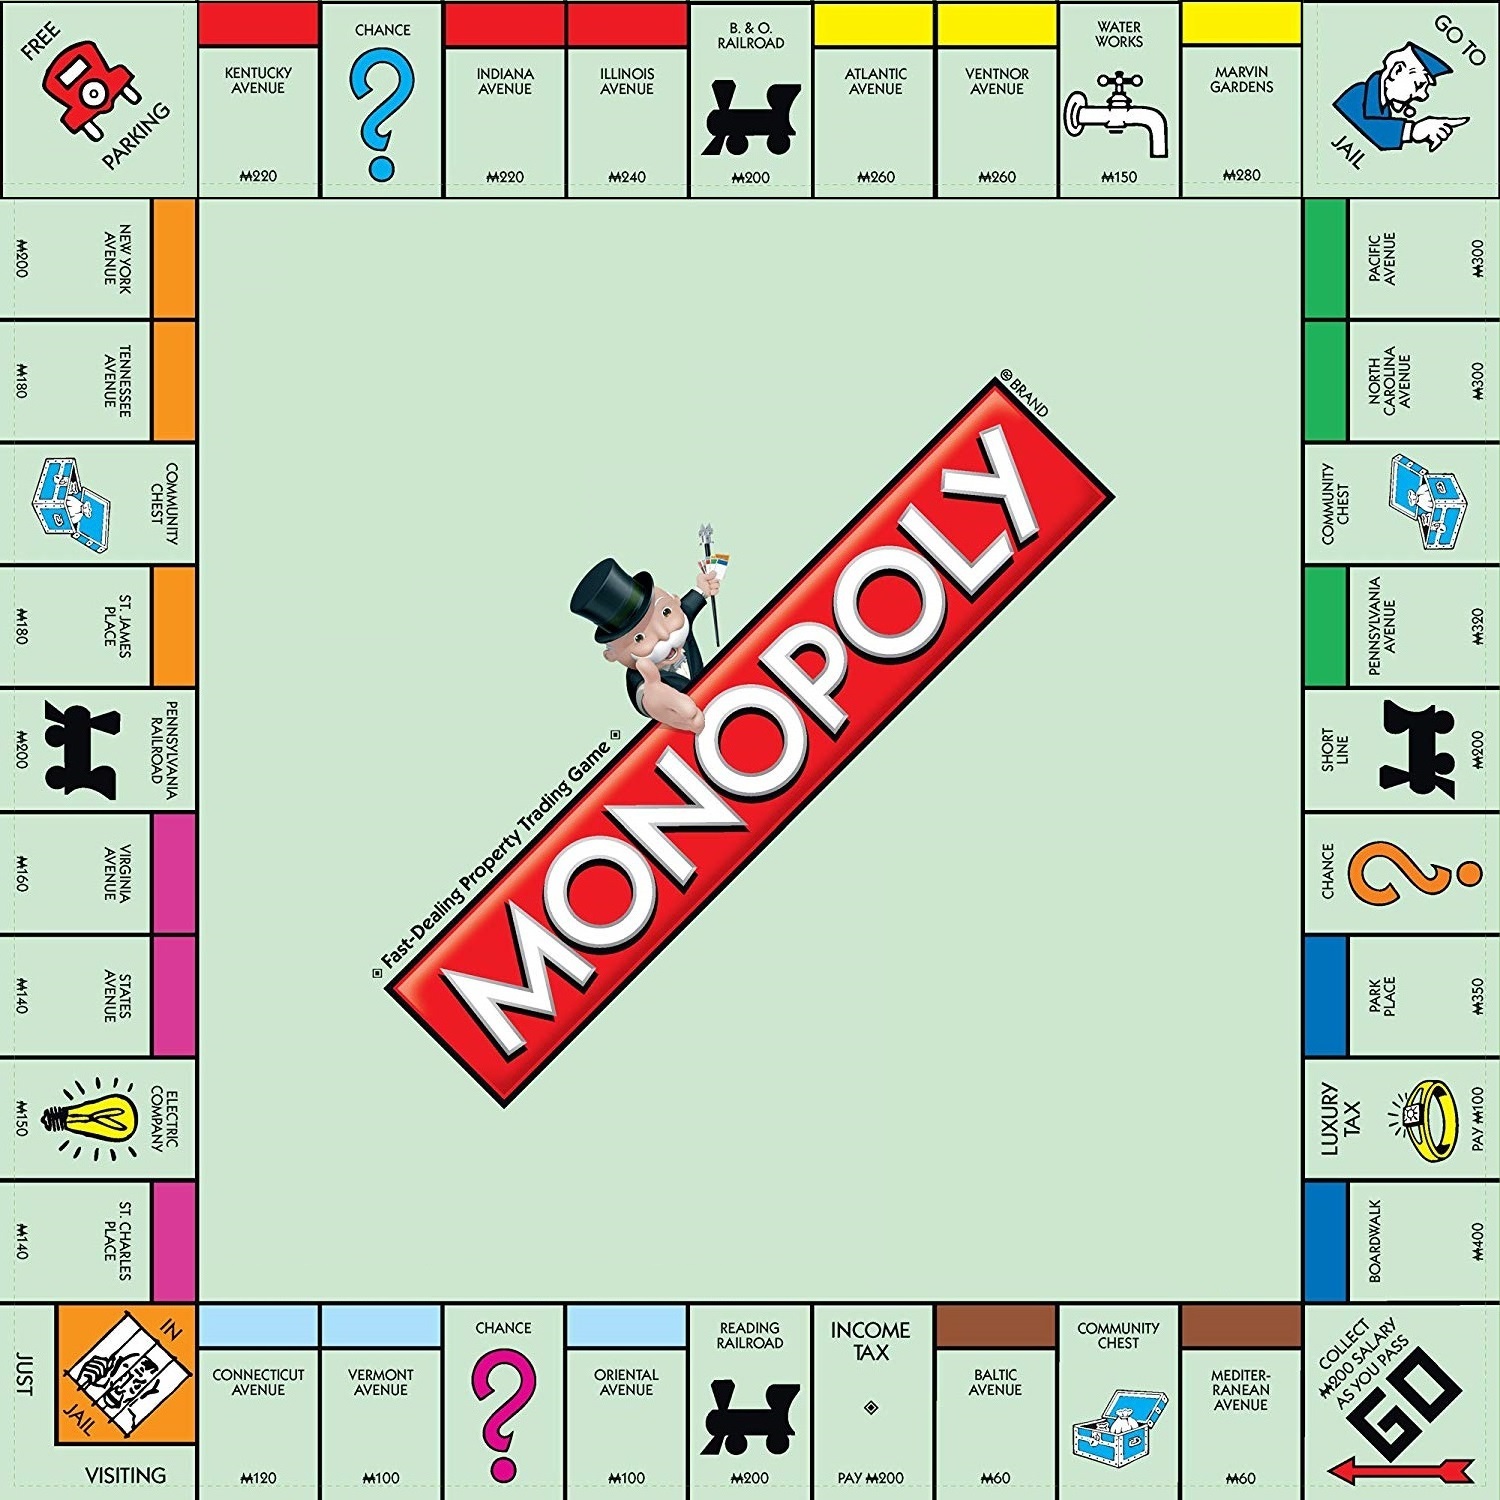 FREE
PARKING
KENTUCKY
AVENUE
₩220
CHANCE
INDIANA
AVENUE
₩220
ILLINOIS
AVENUE
₩240
B. & O.
RAILROAD
₩200
ATLANTIC
AVENUE
₩260
VENTNOR
AVENUE
₩260
WATER
WORKS
₩150
MARVIN
GARDENS
₩280
GO TO
JAIL
PACIFIC
AVENUE
₩300
NORTH
CAROLINA
AVENUE
₩300
COMMUNITY
CHEST
PENNSYLVANIA
AVENUE
₩320
SHORT
LINE
₩200
CHANCE
PARK
PLACE
₩350
LUXURY
TAX
PAY ₩100
BOARDWALK
₩400
COLLECT
₩200 SALARY
AS YOU PASS
GO
MEDITER-
RANEAN
AVENUE
₩60
COMMUNITY
CHEST
BALTIC
AVENUE
₩60
INCOME
TAX
PAY ₩200
READING
RAILROAD
₩200
ORIENTAL
AVENUE
₩100
CHANCE
VERMONT
AVENUE
₩100
CONNECTICUT
AVENUE
₩120
IN
JAIL
JUST
VISITING
ST. CHARLES
PLACE
₩140
ELECTRIC
COMPANY
₩150
STATES
AVENUE
₩140
VIRGINIA
AVENUE
₩160
PENNSYLVANIA
RAILROAD
₩200
ST. JAMES
PLACE
₩180
COMMUNITY
CHEST
TENNESSEE
AVENUE
₩180
NEW YORK
AVENUE
₩200
Fast-Dealing Property Trading Game
MONOPOLY
® BRAND